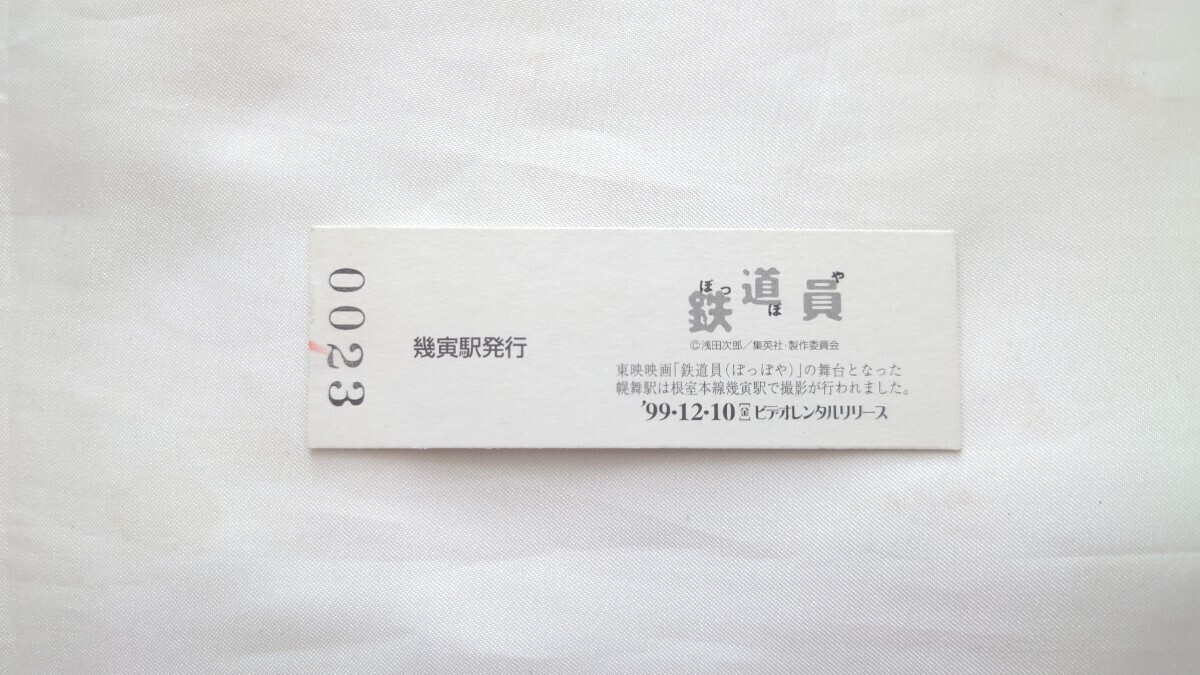 0023
幾寅駅発行
鉄道員
ぽっぽや
©浅田次郎／集英社・製作委員会
東映映画「鉄道員(ぽっぽや)」の舞台となった
幌舞駅は根室本線幾寅駅で撮影が行われました。
'99・12・10[金]ビデオレンタルリリース